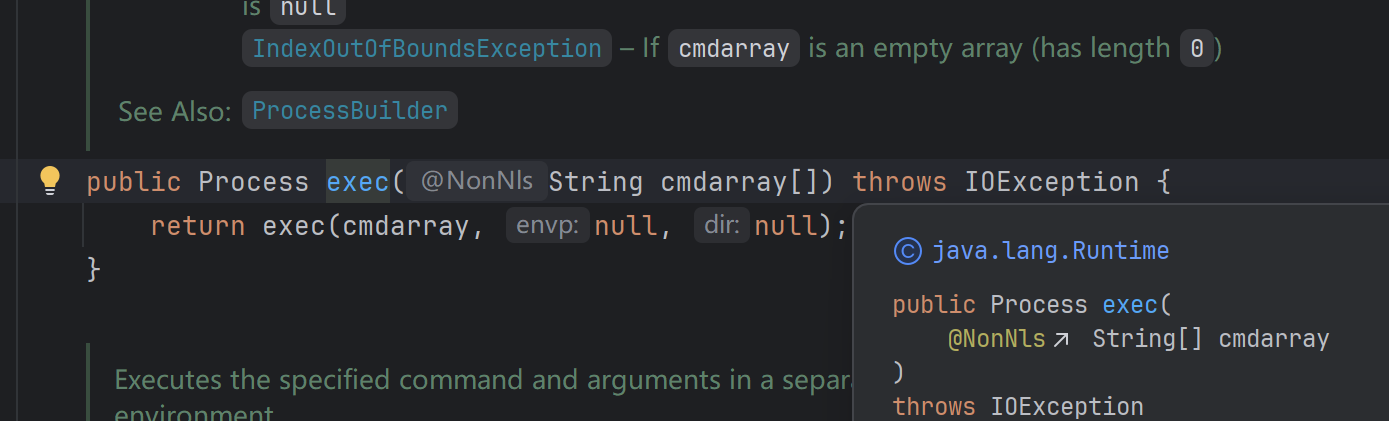 is null
IndexOutOfBoundsException – If cmdarray is an empty array (has length 0)
See Also: ProcessBuilder
public Process exec(@NonNls String cmdarray[]) throws IOException {
return exec(cmdarray, envp: null, dir: null);
}
java.lang.Runtime
public Process exec(
@NonNls String[] cmdarray
)
throws IOException
Executes the specified command and arguments in a
environment